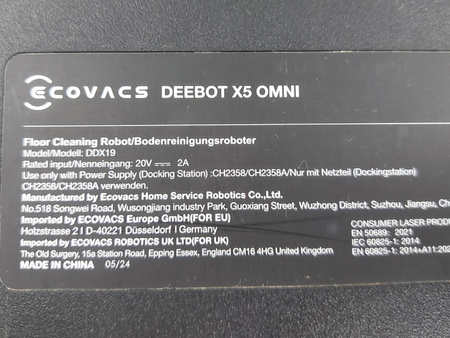 ECOVACS DEEBOT X5 OMNI
Floor Cleaning Robot/Bodenreinigungsroboter
Model/Modell: DDX19
Rated input/Nenneingang: 20V ⎓ 2A
Use only with Power Supply (Docking Station) :CH2358/CH2358A/Nur mit Netzteil (Dockingstation)
CH2358/CH2358A verwenden.
Manufactured by Ecovacs Home Service Robotics Co.,Ltd.
No.518 Songwei Road, Wusongjiang industry Park, Guoxiang Street, Wuzhong District, Suzhou, Jiangsu, Ch
Imported by ECOVACS Europe GmbH(FOR EU)
Holzstrasse 2 I D-40221 Düsseldorf I Germany
Imported by ECOVACS ROBOTICS UK LTD(FOR UK)
The Old Surgery, 15a Station Road, Epping Essex, England CM16 4HG United Kingdom
MADE IN CHINA 05/24
CONSUMER LASER PROD
EN 50689: 2021
IEC 60825-1: 2014
EN 60825-1: 2014+A11:202